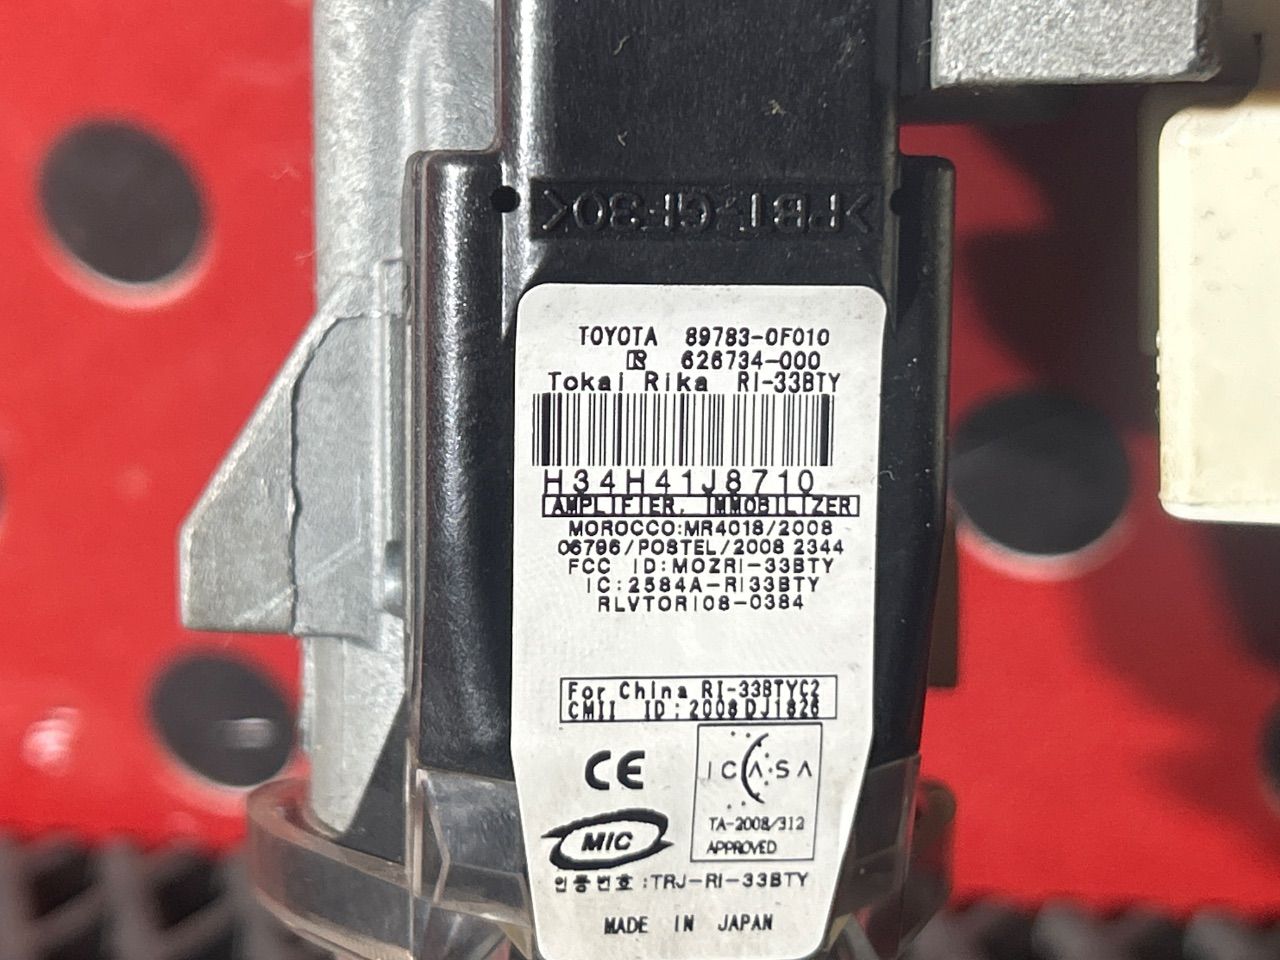 >PBT-GF30<
TOYOTA 89783-0F010
626734-000
Tokai Rika RI-33BTY
H34H41J8710
AMPLIFIER, IMMOBILIZER
MOROCCO:MR4018/2008
06796/POSTEL/2008 2344
FCC ID:MOZRI-33BTY
IC:2584A-RI33BTY
RLVTORI08-0384
For China RI-33BTYC2
CMII ID:2008DJ1826
CE
ICASA
TA-2008/312
APPROVED
MIC
인증번호:TRJ-RI-33BTY
MADE IN JAPAN